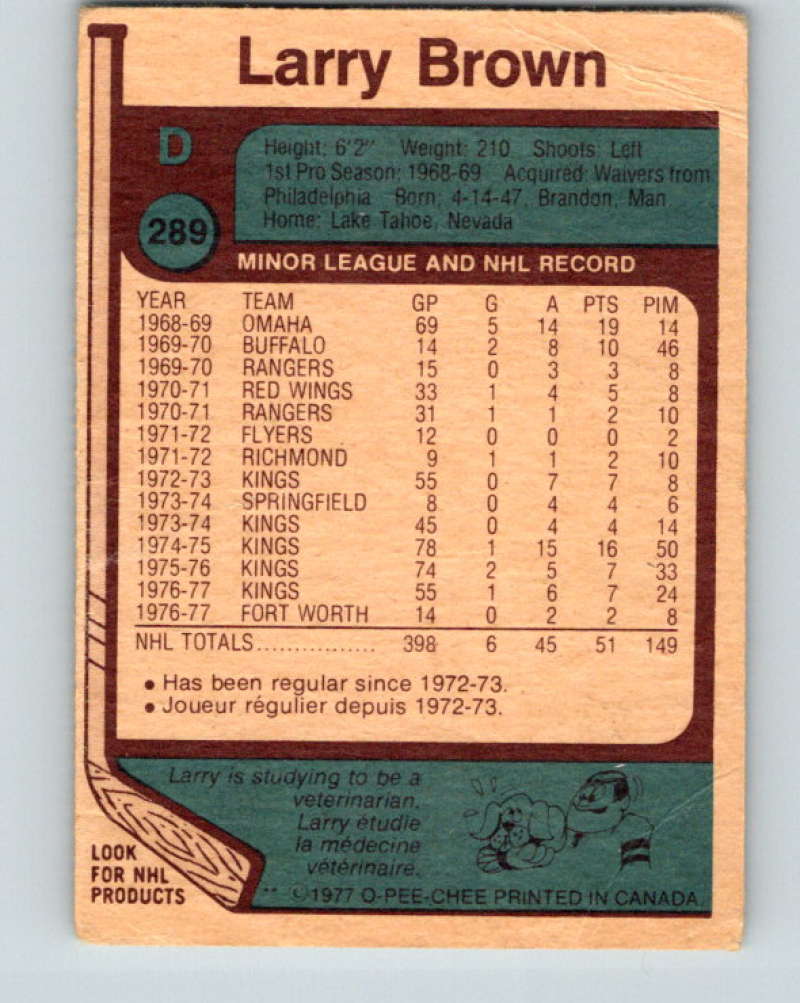 Larry Brown
D
Height: 6'2" Weight: 210 Shoots: Left
1st Pro Season: 1968-69 Acquired: Waivers from
Philadelphia Born: 4-14-47, Brandon, Man.
Home: Lake Tahoe, Nevada
289
MINOR LEAGUE AND NHL RECORD
YEAR TEAM GP G A PTS PIM
1968-69 OMAHA 69 5 14 19 14
1969-70 BUFFALO 14 2 8 10 46
1969-70 RANGERS 15 0 3 3 8
1970-71 RED WINGS 33 1 4 5 8
1970-71 RANGERS 31 1 1 2 10
1971-72 FLYERS 12 0 0 0 2
1971-72 RICHMOND 9 1 1 2 10
1972-73 KINGS 55 0 7 7 8
1973-74 SPRINGFIELD 8 0 4 4 6
1973-74 KINGS 45 0 4 4 14
1974-75 KINGS 78 1 15 16 50
1975-76 KINGS 74 2 5 7 33
1976-77 KINGS 55 1 6 7 24
1976-77 FORT WORTH 14 0 2 2 8
NHL TOTALS................ 398 6 45 51 149
• Has been regular since 1972-73.
• Joueur régulier depuis 1972-73.
Larry is studying to be a
veterinarian.
Larry étudie
la médecine
vétérinaire.
LOOK
FOR NHL
PRODUCTS
** ©1977 O-PEE-CHEE PRINTED IN CANADA.